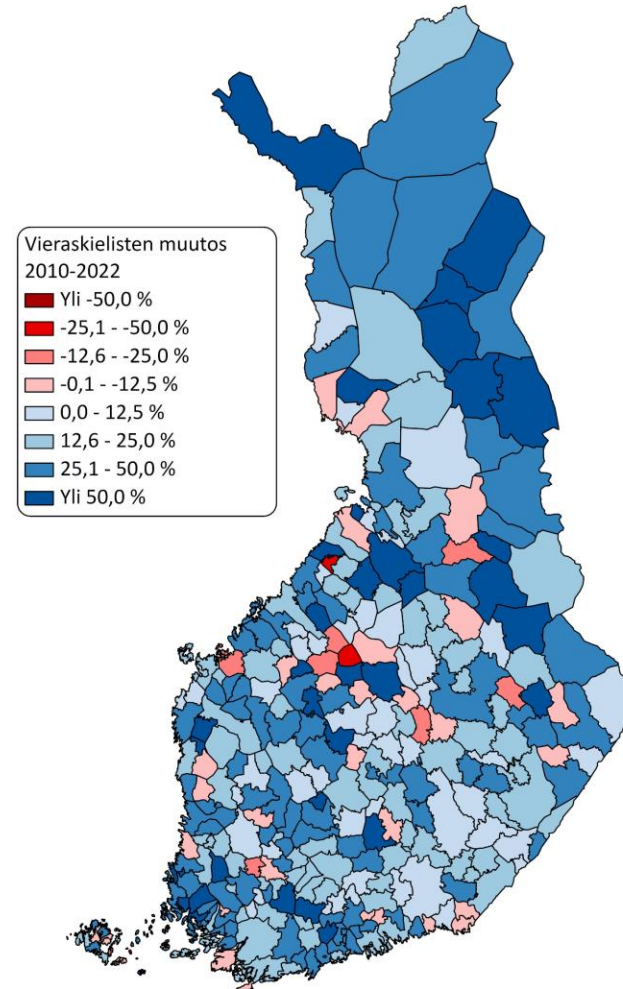 Vieraskielisten muutos
2010-2022
Yli -50,0 %
-25,1 - -50,0 %
-12,6 - -25,0 %
-0,1 - -12,5 %
0,0 - 12,5 %
12,6 - 25,0 %
25,1 - 50,0 %
Yli 50,0 %